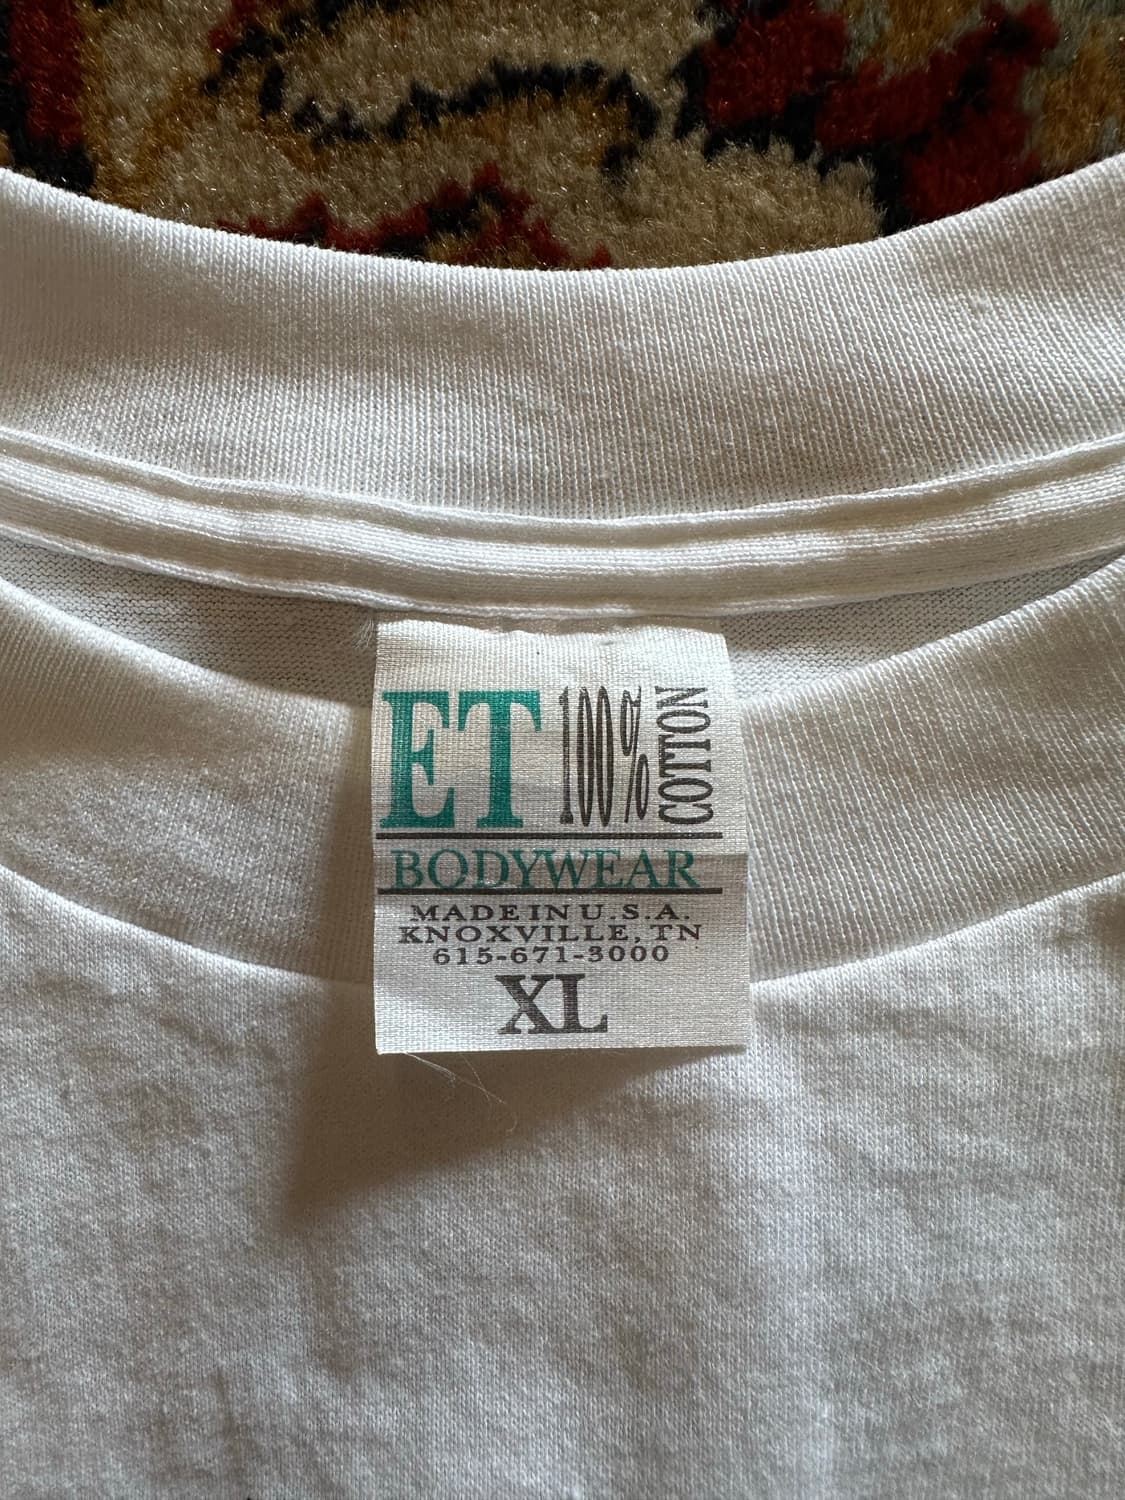 ET 100% COTTON
BODYWEAR
MADE IN U.S.A.
KNOXVILLE, TN
615-671-3000
XL